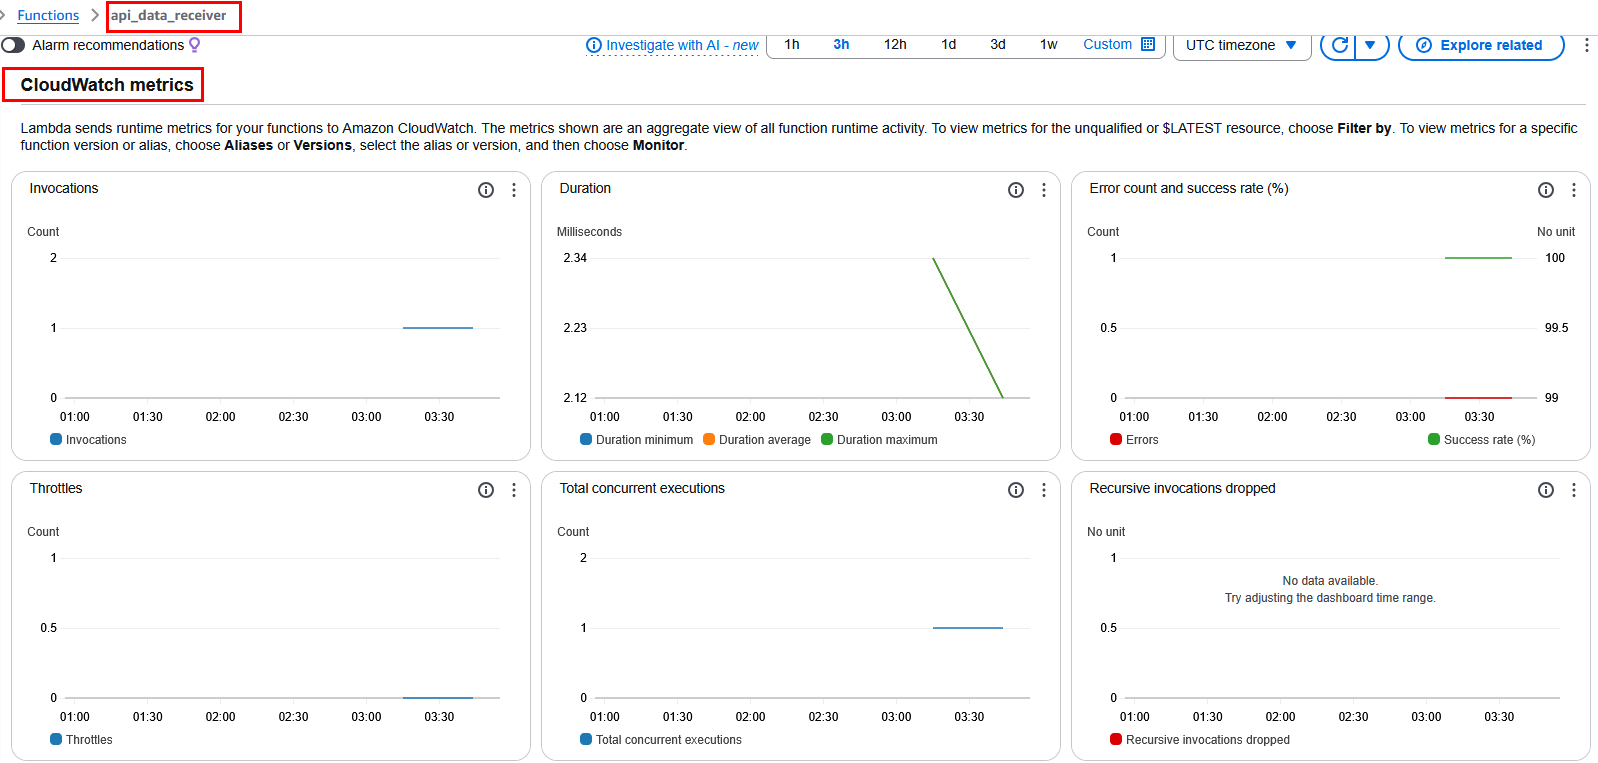 Functions > api_data_receiver
Alarm recommendations
Investigate with AI - new
1h 3h 12h 1d 3d 1w Custom
UTC timezone
Explore related
CloudWatch metrics
Lambda sends runtime metrics for your functions to Amazon CloudWatch. The metrics shown are an aggregate view of all function runtime activity. To view metrics for the unqualified or $LATEST resource, choose Filter by. To view metrics for a specific
function version or alias, choose Aliases or Versions, select the alias or version, and then choose Monitor.
Invocations
Count
2
1
0
01:00 01:30 02:00 02:30 03:00 03:30
Invocations
Duration
Milliseconds
2.34
2.23
2.12
01:00 01:30 02:00 02:30 03:00 03:30
Duration minimum Duration average Duration maximum
Error count and success rate (%)
Count No unit
1 100
0.5 99.5
0 99
01:00 01:30 02:00 02:30 03:00 03:30
Errors Success rate (%)
Throttles
Count
1
0.5
0
01:00 01:30 02:00 02:30 03:00 03:30
Throttles
Total concurrent executions
Count
2
1
0
01:00 01:30 02:00 02:30 03:00 03:30
Total concurrent executions
Recursive invocations dropped
No unit
1
No data available.
Try adjusting the dashboard time range.
0.5
0
01:00 01:30 02:00 02:30 03:00 03:30
Recursive invocations dropped